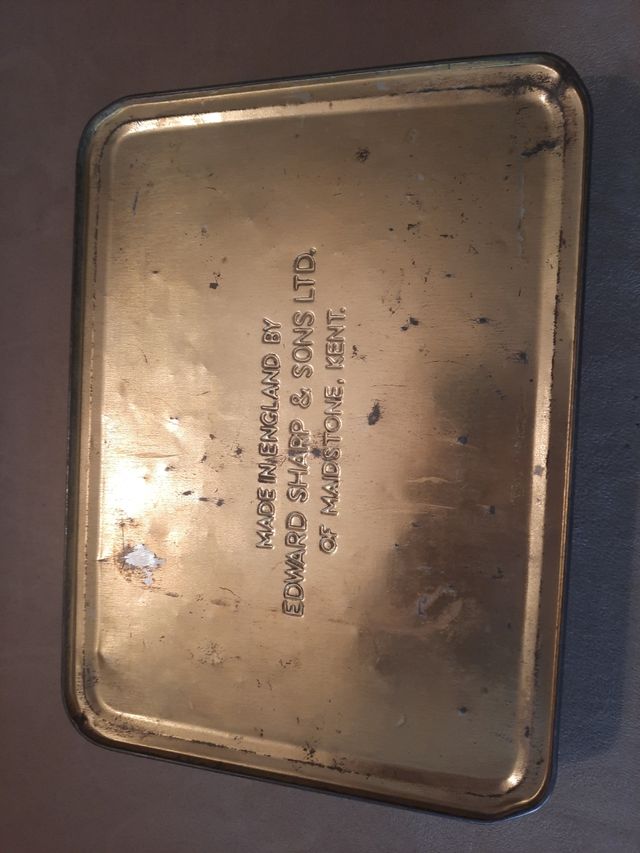 MADE IN ENGLAND BY
EDWARD SHARP & SONS LTD.
OF MAIDSTONE, KENT.